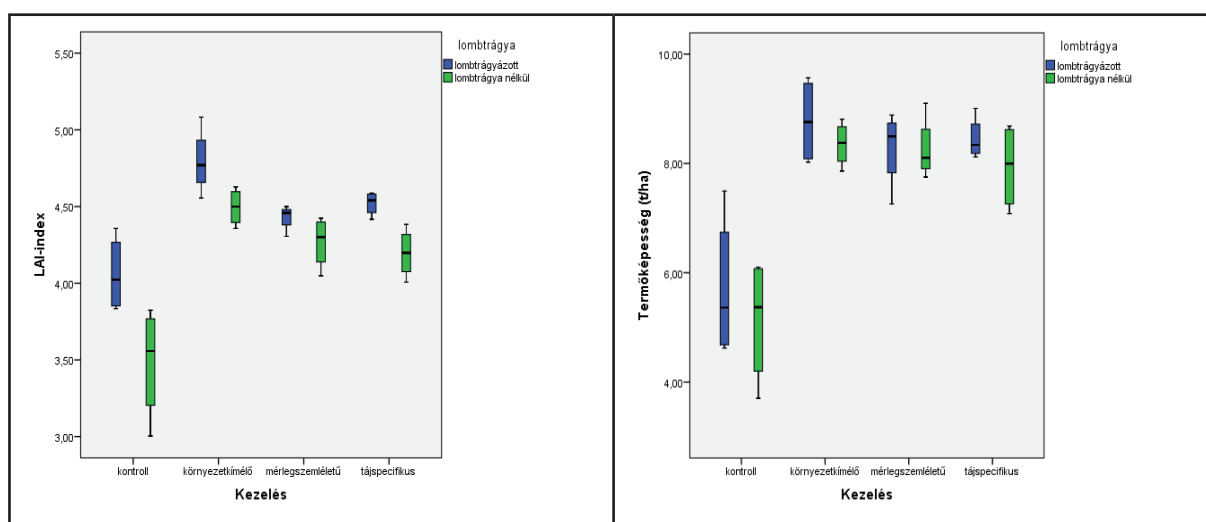 5,50
5,00
4,50
4,00
3,50
3,00
LAI-index
kontroll környezetkímélő mérlegszemléletű tájspecifikus
Kezelés
lombtrágya
lombtrágyázott
lombtrágya nélkül
10,00
8,00
6,00
4,00
Termőképesség (t/ha)
kontroll környezetkímélő mérlegszemléletű tájspecifikus
Kezelés
lombtrágya
lombtrágyázott
lombtrágya nélkül